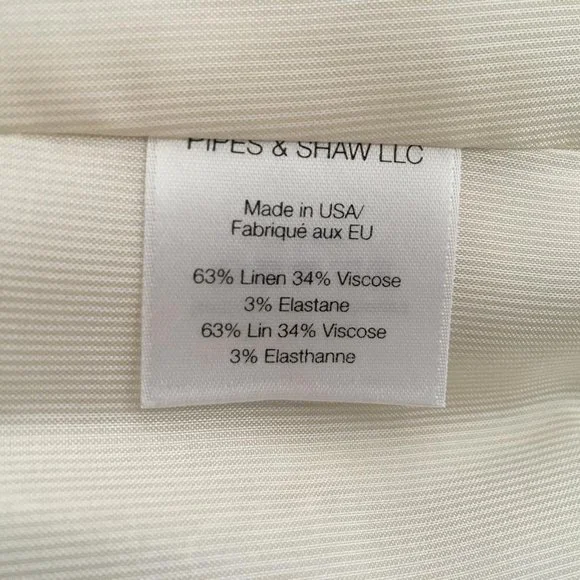 PIPES & SHAW LLC
Made in USA/
Fabriqué aux EU
63% Linen 34% Viscose
3% Elastane
63% Lin 34% Viscose
3% Elasthanne